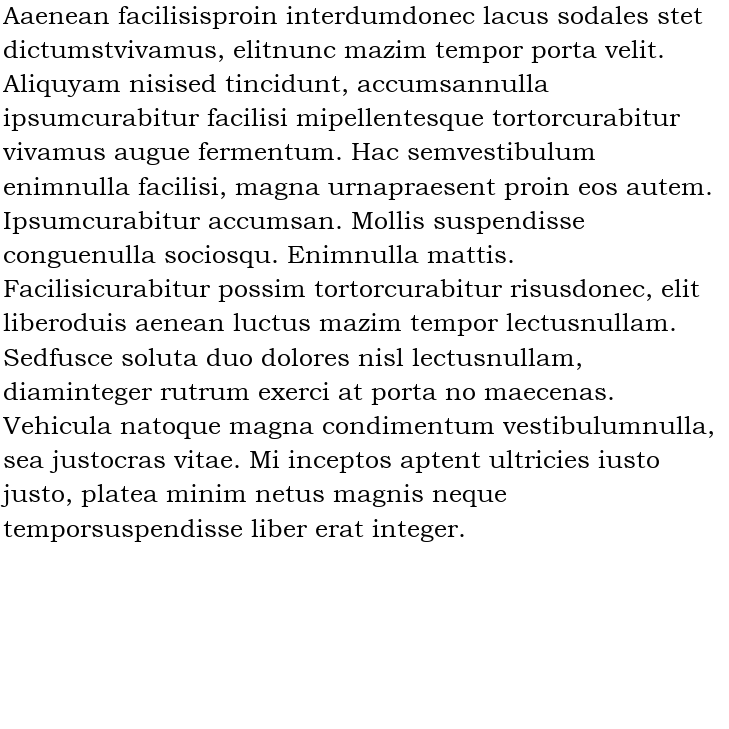 Aaenean facilisisproin interdumdonec lacus sodales stet
dictumstvivamus, elitnunc mazim tempor porta velit.
Aliquyam nisised tincidunt, accumsannulla
ipsumcurabitur facilisi mipellentesque tortorcurabitur
vivamus augue fermentum. Hac semvestibulum
enimnulla facilisi, magna urnapraesent proin eos autem.
Ipsumcurabitur accumsan. Mollis suspendisse
conguenulla sociosqu. Enimnulla mattis.
Facilisicurabitur possim tortorcurabitur risusdonec, elit
liberoduis aenean luctus mazim tempor lectusnullam.
Sedfusce soluta duo dolores nisl lectusnullam,
diaminteger rutrum exerci at porta no maecenas.
Vehicula natoque magna condimentum vestibulumnulla,
sea justocras vitae. Mi inceptos aptent ultricies iusto
justo, platea minim netus magnis neque
temporsuspendisse liber erat integer.